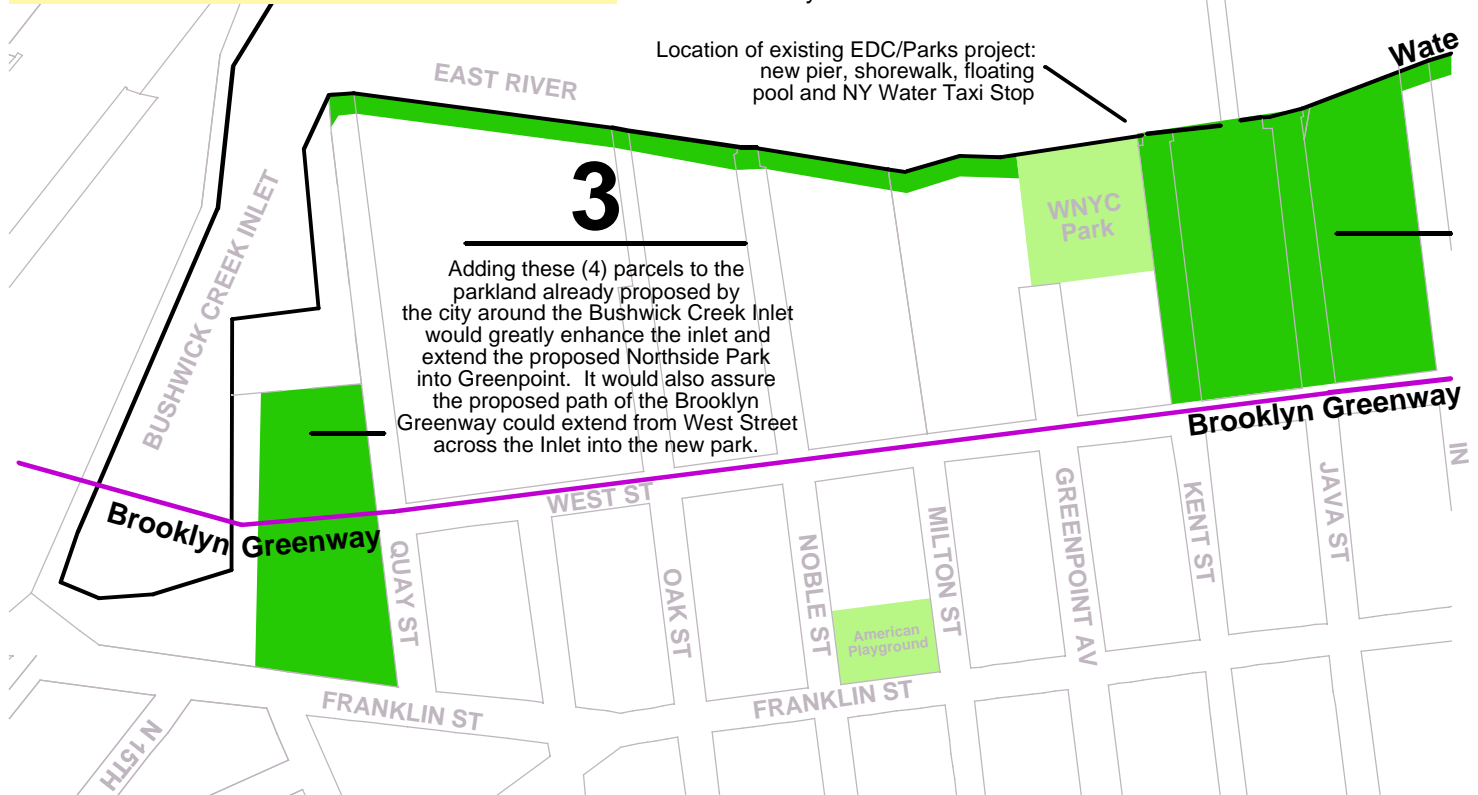 Location of existing EDC/Parks project:
new pier, shorewalk, floating
pool and NY Water Taxi Stop
Wate
EAST RIVER
BUSHWICK CREEK INLET
WNYC
Park
3
Adding these (4) parcels to the
parkland already proposed by
the city around the Bushwick Creek Inlet
would greatly enhance the inlet and
extend the proposed Northside Park
into Greenpoint.  It would also assure
the proposed path of the Brooklyn
Greenway could extend from West Street
across the Inlet into the new park.
Brooklyn Greenway
Brooklyn Greenway
WEST ST
QUAY ST
OAK ST
NOBLE ST
MILTON ST
GREENPOINT AV
KENT ST
JAVA ST
IN
American
Playground
FRANKLIN ST
FRANKLIN ST
N 15TH